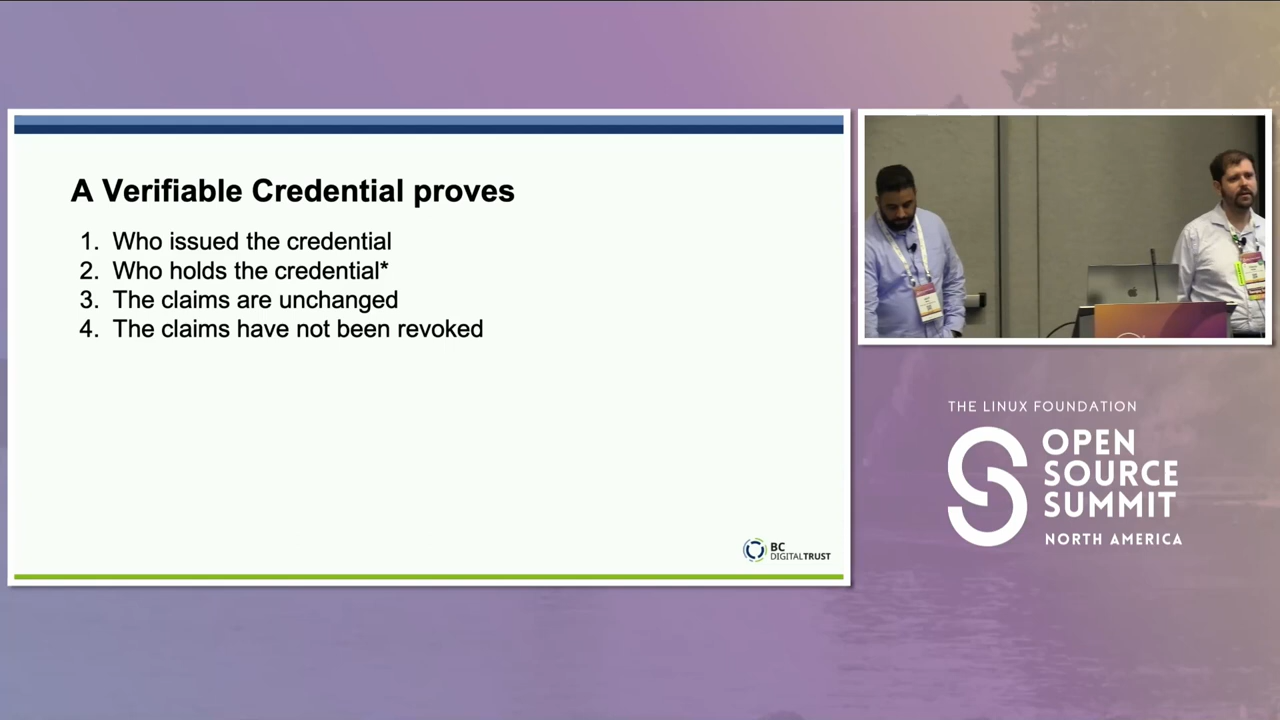 A Verifiable Credential proves
1. Who issued the credential
2. Who holds the credential*
3. The claims are unchanged
4. The claims have not been revoked
BC
DIGITALTRUST
THE LINUX FOUNDATION
OPEN
SOURCE
SUMMIT
NORTH AMERICA